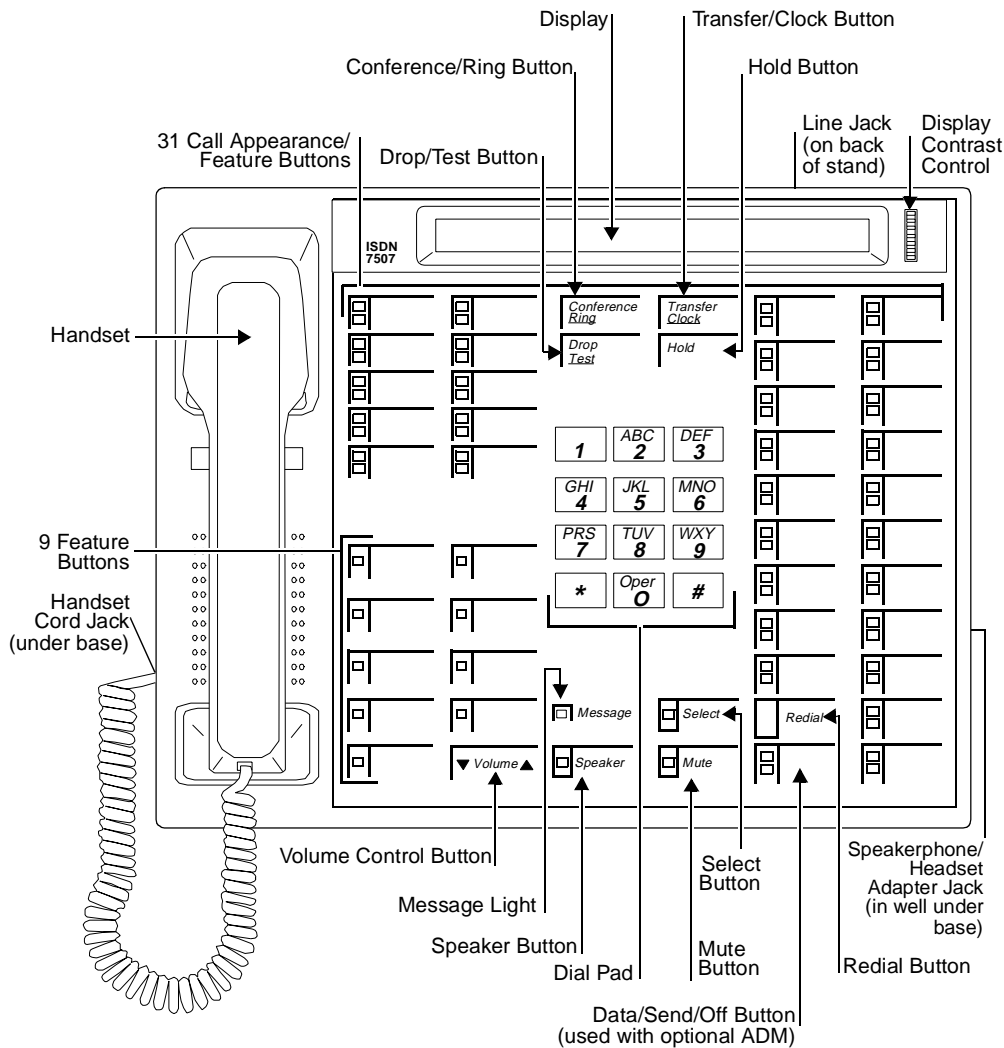 Display
Transfer/Clock Button
Conference/Ring Button
Hold Button
31 Call Appearance/
Feature Buttons
Drop/Test Button
Line Jack
(on back
of stand)
Display
Contrast
Control
ISDN
7507
Handset
Conference
Ring
Transfer
Clock
Drop
Test
Hold
1
ABC
2
DEF
3
GHI
4
JKL
5
MNO
6
PRS
7
TUV
8
WXY
9
*
Oper
0
#
9 Feature
Buttons
Handset
Cord Jack
(under base)
Message
Select
Redial
▼ Volume ▲
Speaker
Mute
Volume Control Button
Message Light
Speaker Button
Dial Pad
Select
Button
Mute
Button
Data/Send/Off Button
(used with optional ADM)
Speakerphone/
Headset
Adapter Jack
(in well under
base)
Redial Button